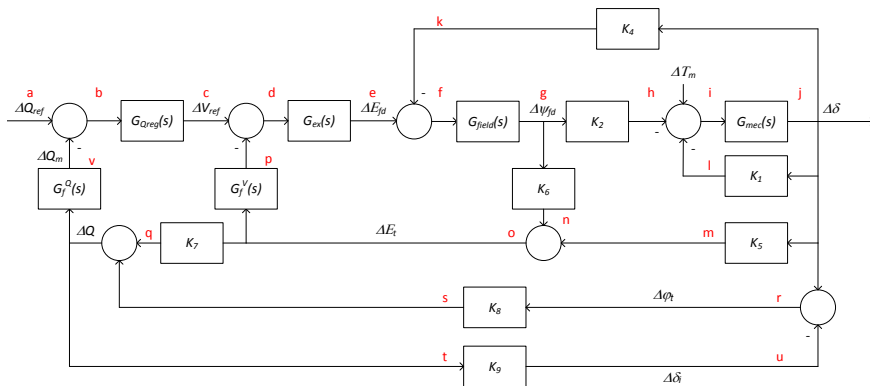 k
K4
a
b
c
d
e
f
g
h
i
j
ΔTm
ΔQref
ΔVref
ΔEfd
Δψfd
Δδ
-
GQreg(s)
Gex(s)
Gfield(s)
K2
Gmec(s)
-
-
-
-
ΔQm
v
p
l
K1
GfQ(s)
GfV(s)
K6
n
ΔQ
q
K7
ΔEt
o
m
K5
s
K8
Δφt
r
-
t
K9
u
Δδi